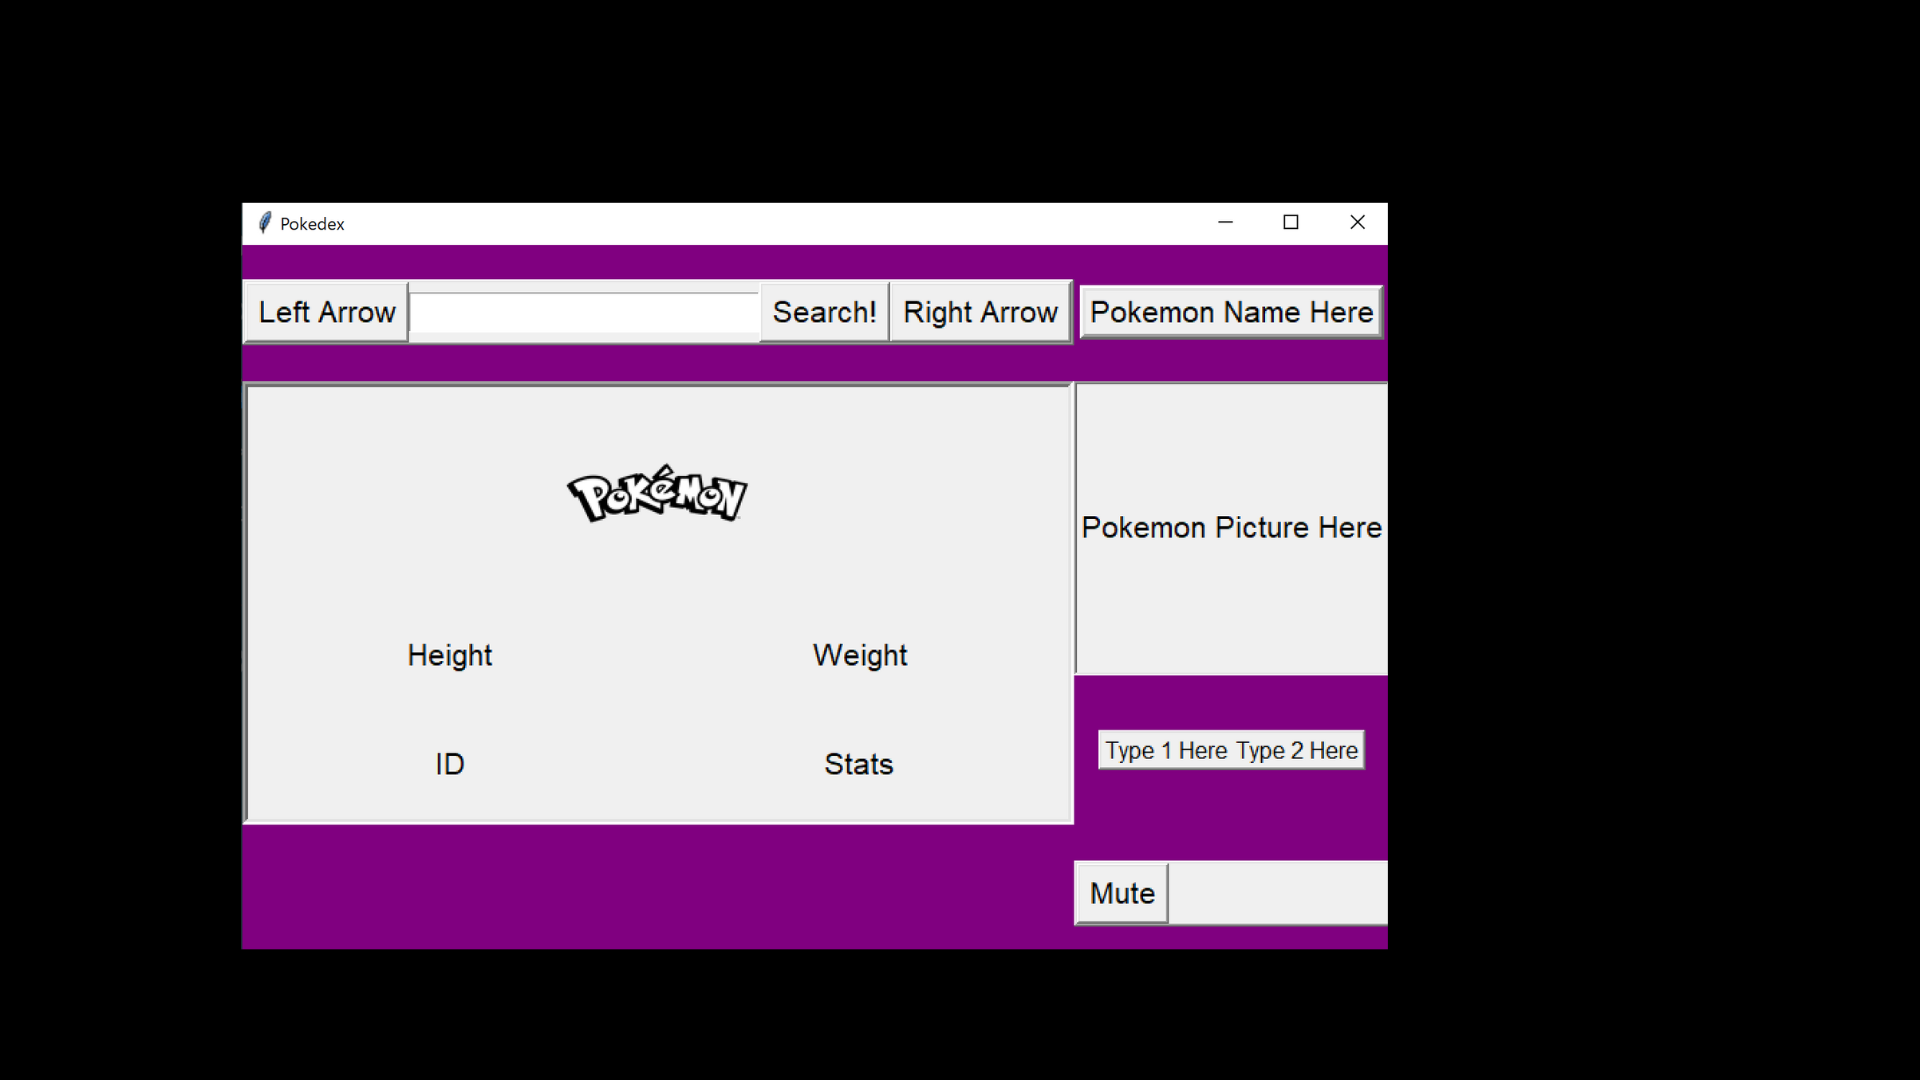 Pokedex
Left Arrow Search! Right Arrow Pokemon Name Here
POKéMON
Pokemon Picture Here
Height Weight
Type 1 Here Type 2 Here
ID Stats
Mute